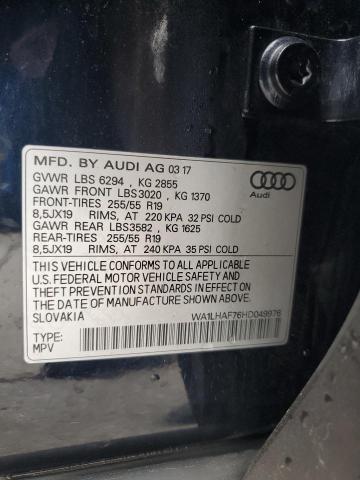 MFD. BY AUDI AG 03 17
GVWR LBS 6294 , KG 2855
GAWR FRONT LBS3020 , KG 1370
FRONT-TIRES 255/55 R19
8,5JX19 RIMS, AT 220 KPA 32 PSI COLD
GAWR REAR LBS3582 , KG 1625
REAR-TIRES 255/55 R19
8,5JX19 RIMS, AT 240 KPA 35 PSI COLD
Audi
THIS VEHICLE CONFORMS TO ALL APPLICABLE
U.S.FEDERAL MOTOR VEHICLE SAFETY AND
THEFT PREVENTION STANDARDS IN EFFECT ON
THE DATE OF MANUFACTURE SHOWN ABOVE
SLOVAKIA
WA1LHAF76HD049976
TYPE:
MPV